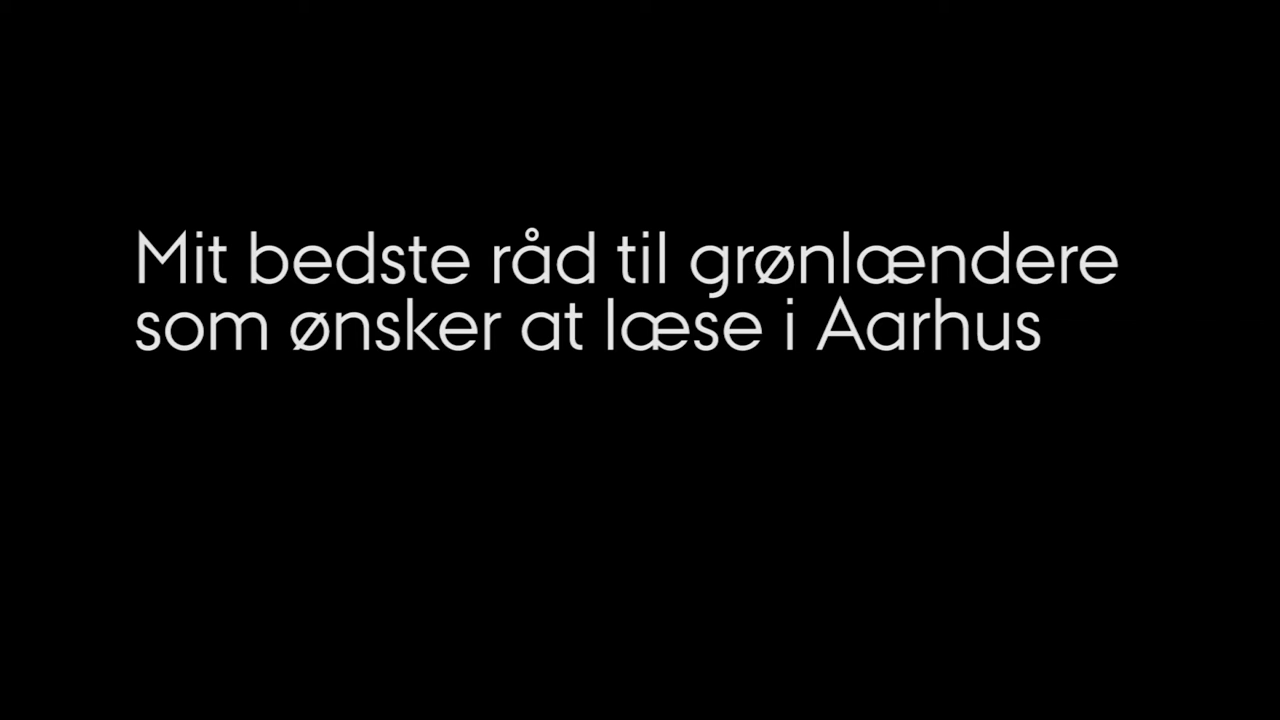 Mit bedste råd til grønlændere
som ønsker at læse i Aarhus